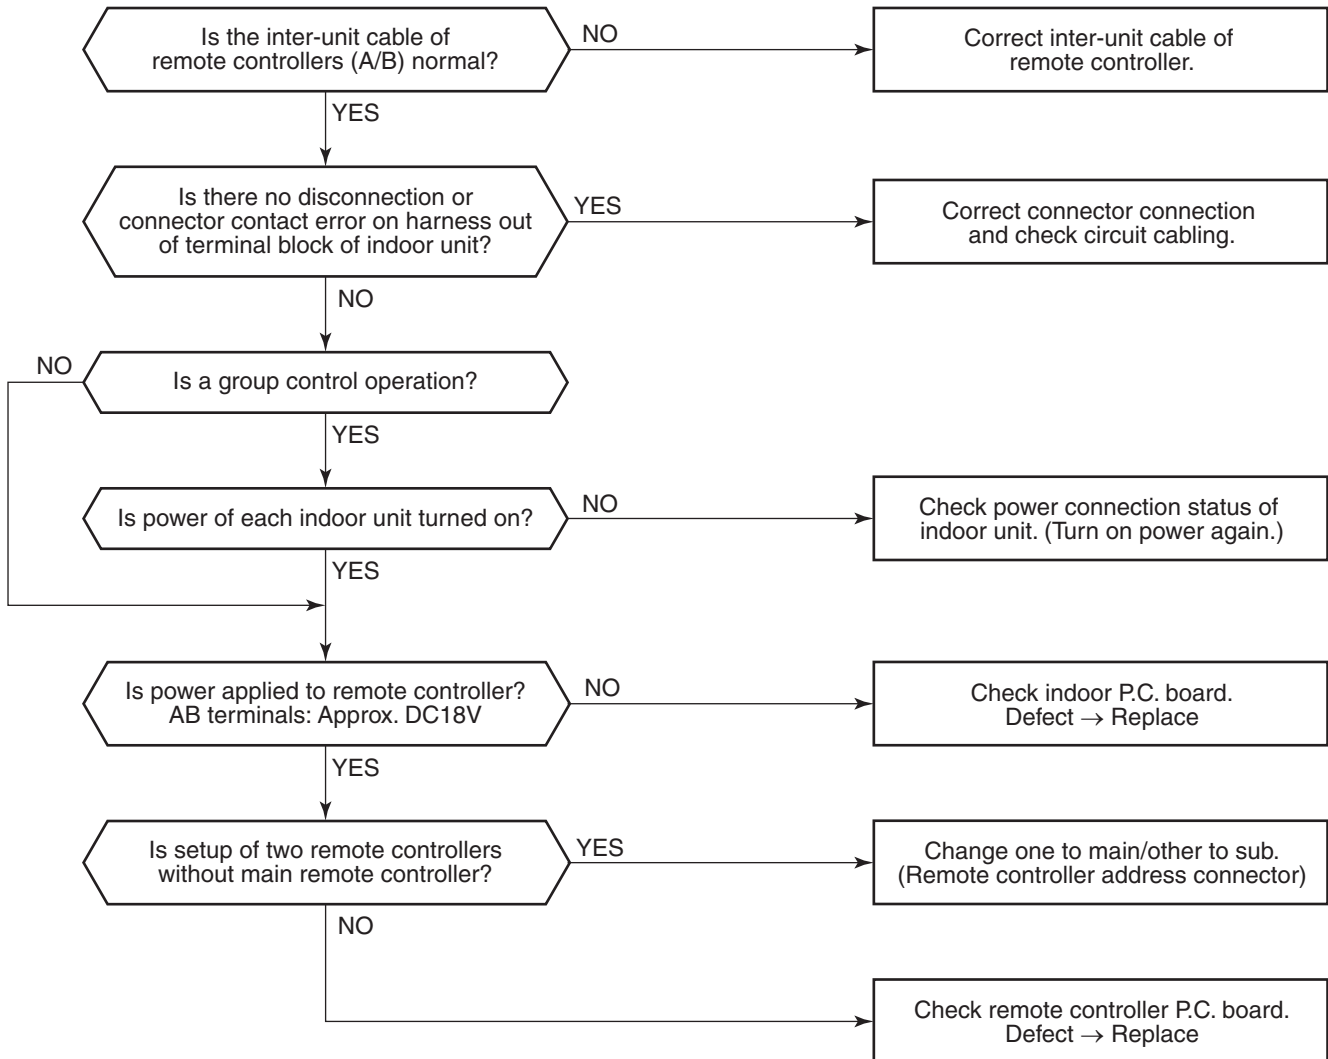 Is the inter-unit cable of
remote controllers (A/B) normal?
NO
Correct inter-unit cable of
remote controller.
YES
Is there no disconnection or
connector contact error on harness out
of terminal block of indoor unit?
YES
Correct connector connection
and check circuit cabling.
NO
NO
Is a group control operation?
YES
Is power of each indoor unit turned on?
NO
Check power connection status of
indoor unit. (Turn on power again.)
YES
Is power applied to remote controller?
AB terminals: Approx. DC18V
NO
Check indoor P.C. board.
Defect → Replace
YES
Is setup of two remote controllers
without main remote controller?
YES
Change one to main/other to sub.
(Remote controller address connector)
NO
Check remote controller P.C. board.
Defect → Replace